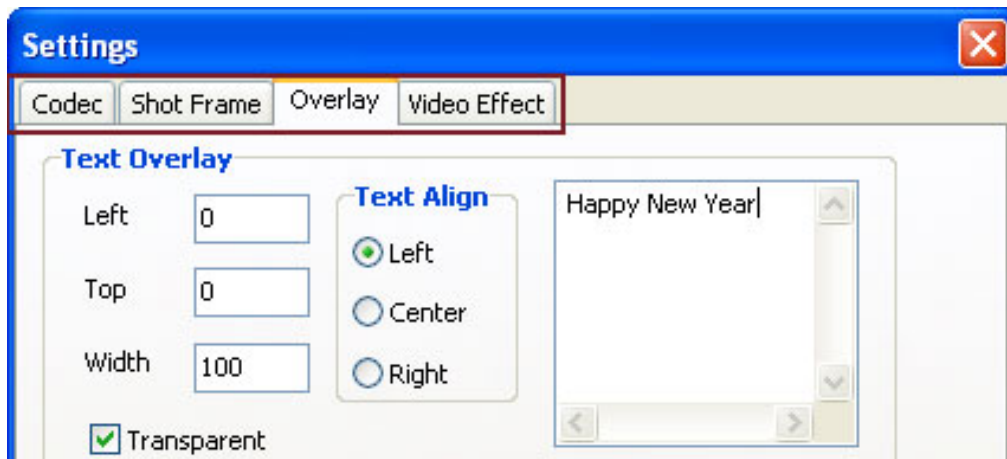 Settings
Codec Shot Frame Overlay Video Effect
Text Overlay
Left 0
Top 0
Width 100
Transparent
Text Align
Left
Center
Right
Happy New Year